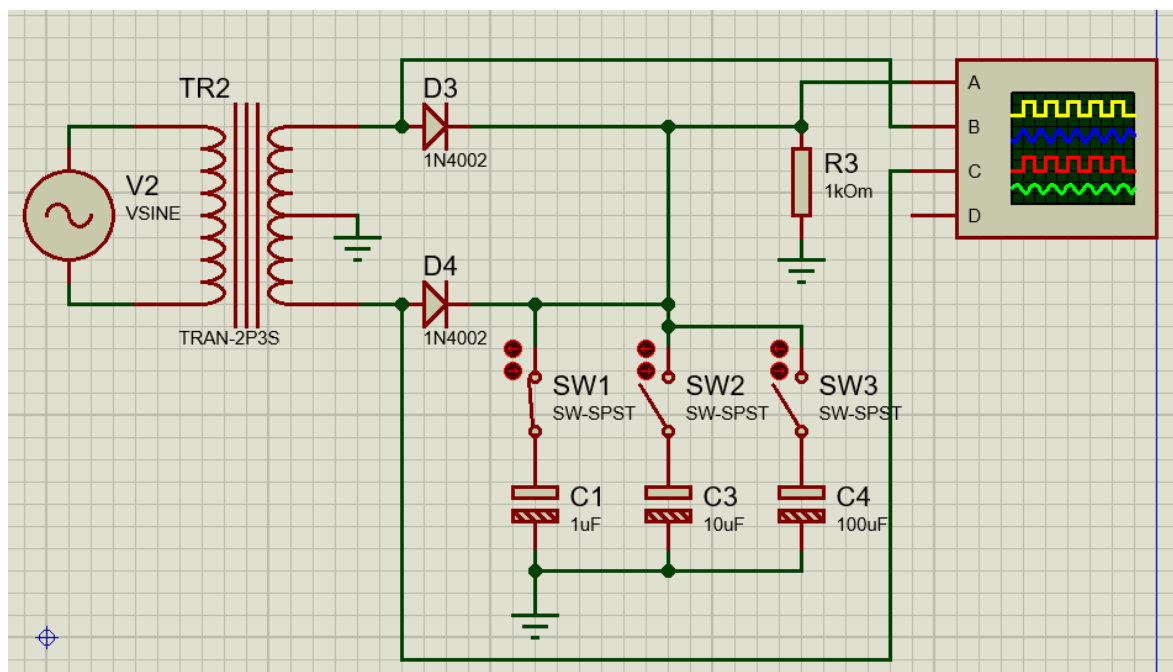 TR2
TRAN-2P3S
V2
VSINE
D3
1N4002
D4
1N4002
R3
1kOm
A
B
C
D
SW1
SW-SPST
SW2
SW-SPST
SW3
SW-SPST
C1
1uF
C3
10uF
C4
100uF